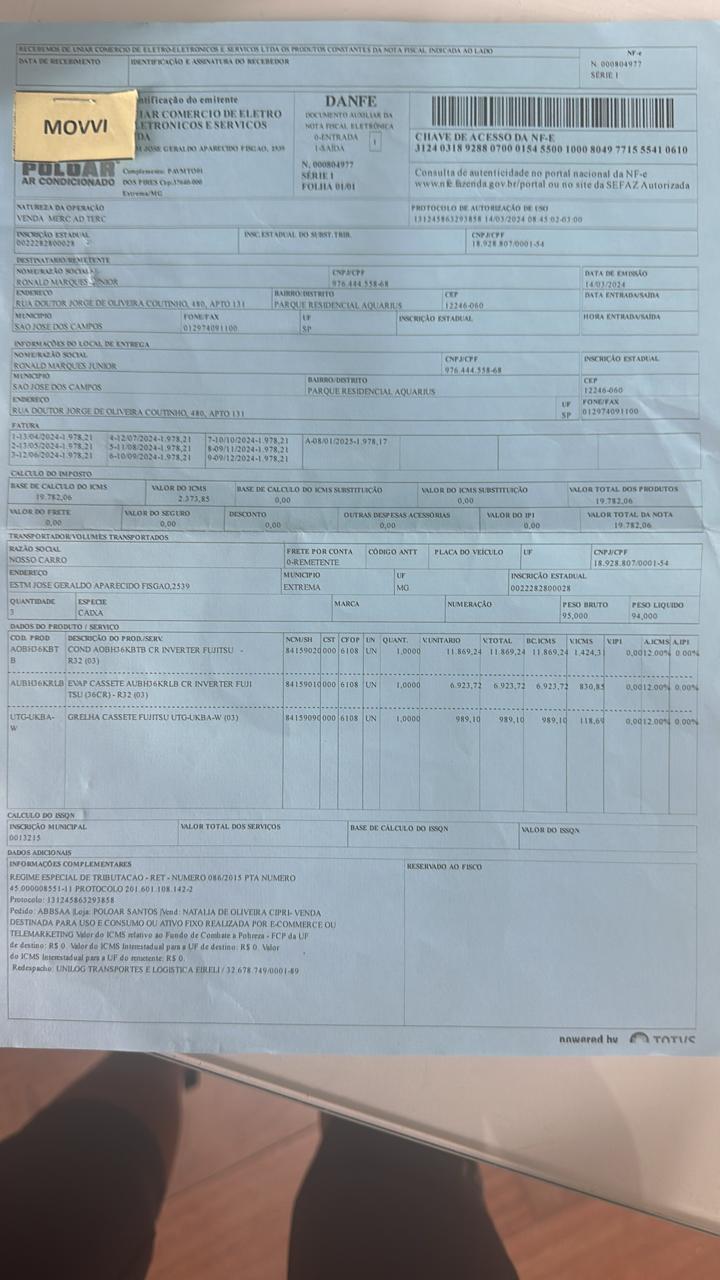 RECEBEMOS DE UNIAR COMERCIO DE ELETRO-ELETRONICOS E SERVICOS LTDA OS PRODUTOS CONSTANTES DA NOTA FISCAL INDICADA AO LADO
DATA DE RECEBIMENTO IDENTIFICAÇÃO E ASSINATURA DO RECEBEDOR
NF-e
N. 000804977
SÉRIE 1
MOVVI
POLOAR
AR CONDICIONADO
ntificação do emitente
IAR COMERCIO DE ELETRO
ETRONICOS E SERVICOS
DA
M JOSE GERALDO APARECIDO FISGAO, 2539
Complemento: PAVMTO01
DOS PIRES Cep:37640-000
Extrema/MG
DANFE
DOCUMENTO AUXILIAR DA
NOTA FISCAL ELETRÔNICA
0-ENTRADA
1-SAIDA 1
N. 000804977
SÉRIE 1
FOLHA 01/01
CHAVE DE ACESSO DA NF-E
3124 0318 9288 0700 0154 5500 1000 8049 7715 5541 0610
Consulta de autenticidade no portal nacional da NF-e
www.nfe.fazenda.gov.br/portal ou no site da SEFAZ Autorizada
NATUREZA DA OPERAÇÃO PROTOCOLO DE AUTORIZAÇÃO DE USO
VENDA MERC AD TERC 131245863293858 14/03/2024 08:45:02-03:00
INSCRIÇÃO ESTADUAL INSC.ESTADUAL DO SUBST.TRIB. CNPJ/CPF
0022282800028 18.928.807/0001-54
DESTINATARIO/REMETENTE
NOME/RAZÃO SOCIAL CNPJ/CPF DATA DE EMISSÃO
RONALD MARQUES JUNIOR 976.444.558-68 14/03/2024
ENDEREÇO BAIRRO/DISTRITO CEP DATA ENTRADA/SAÍDA
RUA DOUTOR JORGE DE OLIVEIRA COUTINHO, 480, APTO 131 PARQUE RESIDENCIAL AQUARIUS 12246-060
MUNICIPIO FONE/FAX UF INSCRIÇÃO ESTADUAL HORA ENTRADA/SAÍDA
SAO JOSE DOS CAMPOS 012974091100 SP
INFORMAÇÕES DO LOCAL DE ENTREGA
NOME/RAZÃO SOCIAL CNPJ/CPF INSCRIÇÃO ESTADUAL
RONALD MARQUES JUNIOR 976.444.558-68
MUNICIPIO BAIRRO/DISTRITO CEP
SAO JOSE DOS CAMPOS PARQUE RESIDENCIAL AQUARIUS 12246-060
ENDEREÇO UF FONE/FAX
RUA DOUTOR JORGE DE OLIVEIRA COUTINHO, 480, APTO 131 SP 012974091100
FATURA
1-13/04/2024-1.978,21 4-12/07/2024-1.978,21 7-10/10/2024-1.978,21 A-08/01/2025-1.978,17
2-13/05/2024-1.978,21 5-11/08/2024-1.978,21 8-09/11/2024-1.978,21
3-12/06/2024-1.978,21 6-10/09/2024-1.978,21 9-09/12/2024-1.978,21
CALCULO DO IMPOSTO
BASE DE CALCULO DO ICMS VALOR DO ICMS BASE DE CALCULO DO ICMS SUBSTITUIÇÃO VALOR DO ICMS SUBSTITUIÇÃO VALOR TOTAL DOS PRODUTOS
19.782,06 2.373,85 0,00 0,00 19.782,06
VALOR DO FRETE VALOR DO SEGURO DESCONTO OUTRAS DESPESAS ACESSÓRIAS VALOR DO IPI VALOR TOTAL DA NOTA
0,00 0,00 0,00 0,00 0,00 19.782,06
TRANSPORTADOR/VOLUMES TRANSPORTADOS
RAZÃO SOCIAL FRETE POR CONTA CÓDIGO ANTT PLACA DO VEÍCULO UF CNPJ/CPF
NOSSO CARRO 0-REMETENTE 18.928.807/0001-54
ENDEREÇO MUNICIPIO UF INSCRIÇÃO ESTADUAL
ESTM JOSE GERALDO APARECIDO FISGAO,2539 EXTREMA MG 0022282800028
QUANTIDADE ESPECIE MARCA NUMERAÇÃO PESO BRUTO PESO LIQUIDO
3 CAIXA 95,000 94,000
DADOS DO PRODUTO / SERVIÇO
COD. PROD DESCRIÇÃO DO PROD./SERV. NCM/SH CST CFOP UN QUANT. V.UNITARIO V.TOTAL BC.ICMS V.ICMS V.IPI A.ICMS A.IPI
AOBH36KBT COND AOBH36KBTB CR INVERTER FUJITSU - 84159020 000 6108 UN 1,0000 11.869,24 11.869,24 11.869,24 1.424,31 0,00 12.00% 0.00%
B R32 (03)
AUBH36KRLB EVAP CASSETE AUBH36KRLB CR INVERTER FUJI 84159010 000 6108 UN 1,0000 6.923,72 6.923,72 6.923,72 830,85 0,00 12.00% 0.00%
TSU (36CR) - R32 (03)
UTG-UKBA- GRELHA CASSETE FUJITSU UTG-UKBA-W (03) 84159090 000 6108 UN 1,0000 989,10 989,10 989,10 118,69 0,00 12.00% 0.00%
W
CALCULO DO ISSQN
INSCRIÇÃO MUNICIPAL VALOR TOTAL DOS SERVIÇOS BASE DE CÁLCULO DO ISSQN VALOR DO ISSQN
0013215
DADOS ADICIONAIS
INFORMAÇÕES COMPLEMENTARES RESERVADO AO FISCO
REGIME ESPECIAL DE TRIBUTACAO - RET - NUMERO 086/2015 PTA NUMERO
45.000008551-11 PROTOCOLO 201.601.108.142-2
Protocolo: 131245863293858
Pedido: ABBSAA |Loja: POLOAR SANTOS |Vend: NATALIA DE OLIVEIRA CIPRI- VENDA
DESTINADA PARA USO E CONSUMO OU ATIVO FIXO REALIZADA POR E-COMMERCE OU
TELEMARKETING Valor do ICMS relativo ao Fundo de Combate a Pobreza - FCP da UF
de destino: R$ 0. Valor do ICMS Interestadual para a UF de destino: R$ 0. Valor
do ICMS Interestadual para a UF do remetente: R$ 0.
Redespacho: UNILOG TRANSPORTES E LOGISTICA EIRELI / 32.678.749/0001-89
powered by TOTVS